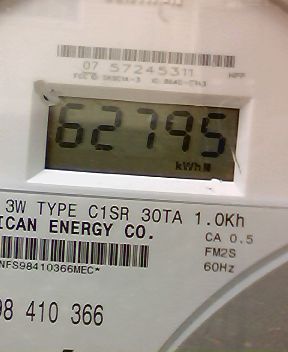 07 57245311
62795
kWh
3W TYPE C1SR 30TA 1.0Kh
ICAN ENERGY CO.
CA 0.5
FM2S
60Hz
NFS98410366MEC*
98 410 366